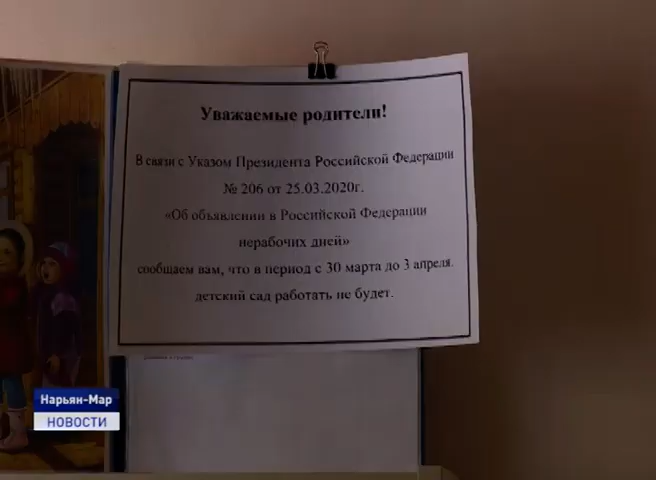 Уважаемые родители!
В связи с Указом Президента Российской Федерации
№ 206 от 25.03.2020г.
«Об объявлении в Российской Федерации
нерабочих дней»
сообщаем вам, что в период с 30 марта до 3 апреля.
детский сад работать не будет.
Нарьян-Мар
НОВОСТИ